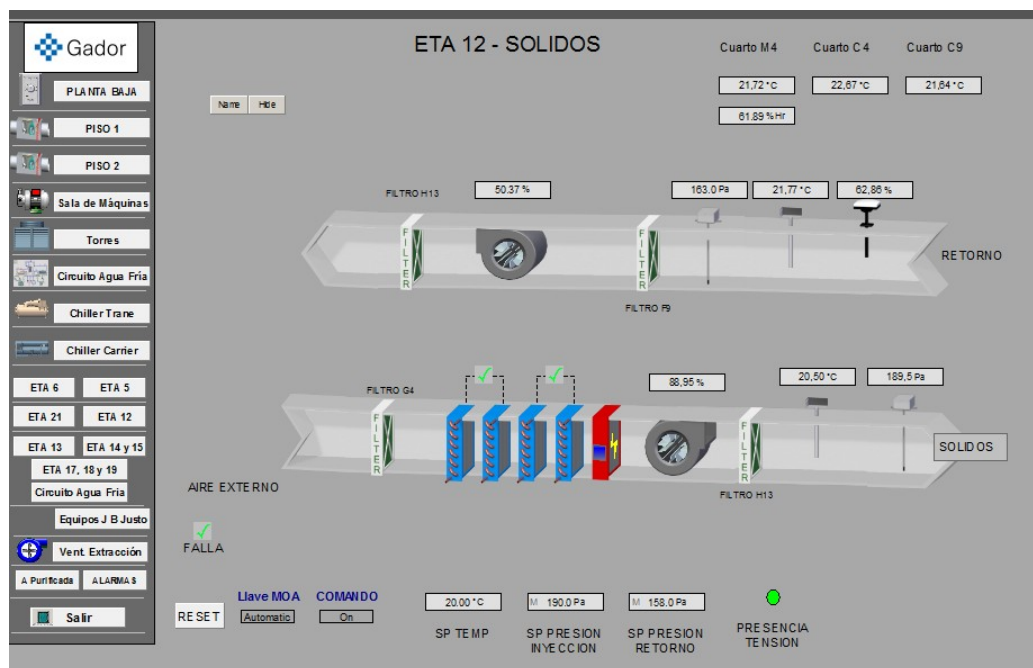 Gador
PLANTA BAJA
PISO 1
PISO 2
Sala de Máquinas
Torres
Circuito Agua Fría
Chiller Trane
Chiller Carrier
ETA 6
ETA 5
ETA 21
ETA 12
ETA 13
ETA 14 y 15
ETA 17, 18 y 19
Circuito Agua Fria
Equipos J B Justo
Vent. Extracción
A Purificada
ALARMAS
Salir
ETA 12 - SOLIDOS
Cuarto M4
Cuarto C4
Cuarto C9
21,72 °C
22,67 °C
21,64 °C
61.89 %Hr
Name
Hide
FILTRO H13
50.37 %
163.0 Pa
21,77 °C
62,86 %
FILTER
FILTER
RETORNO
FILTRO F9
FILTRO G4
88,95 %
20,50 °C
189,5 Pa
FILTER
FILTER
SOLIDOS
AIRE EXTERNO
FILTRO H13
FALLA
RESET
Llave MOA
Automatic
COMANDO
On
20.00 °C
SP TEMP
M 190.0 Pa
SP PRESION
INYECCION
M 158.0 Pa
SP PRESION
RETORNO
PRESENCIA
TENSION